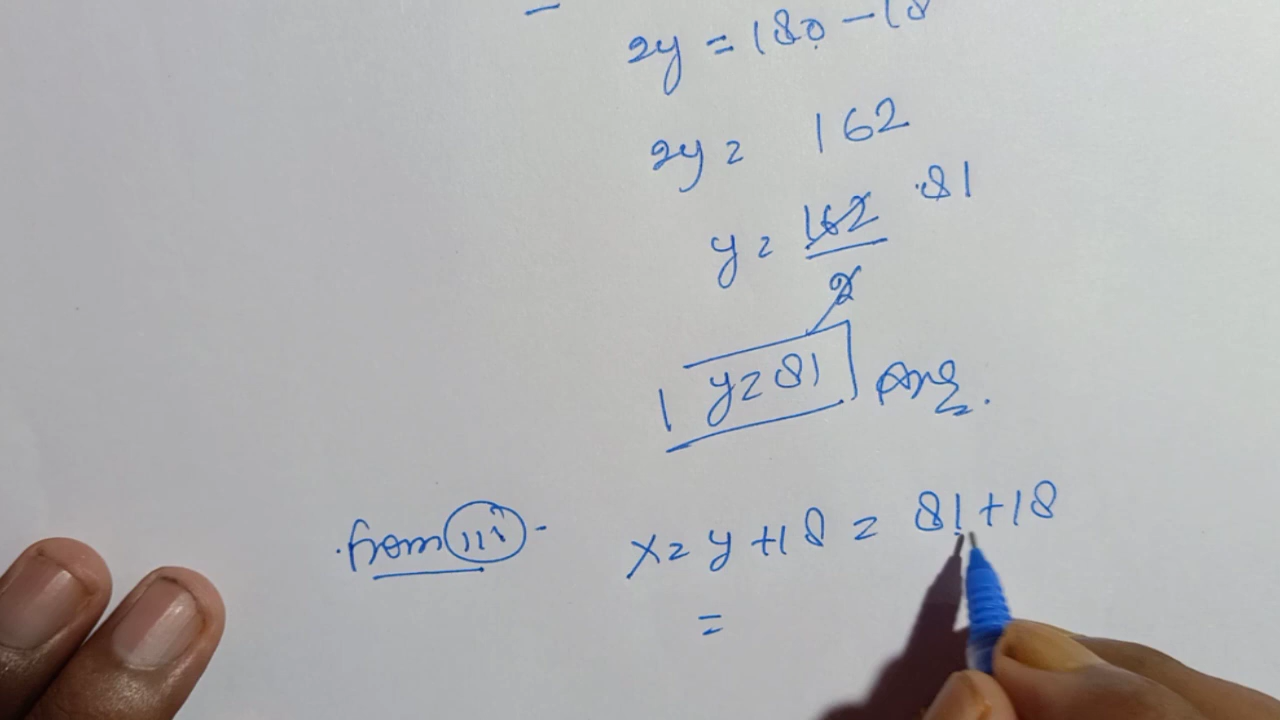 2y = 180 - 18
2y = 162
y = 162/2 81
y = 81 Ans.
from (iii) - x = y + 18 = 81 + 18
=